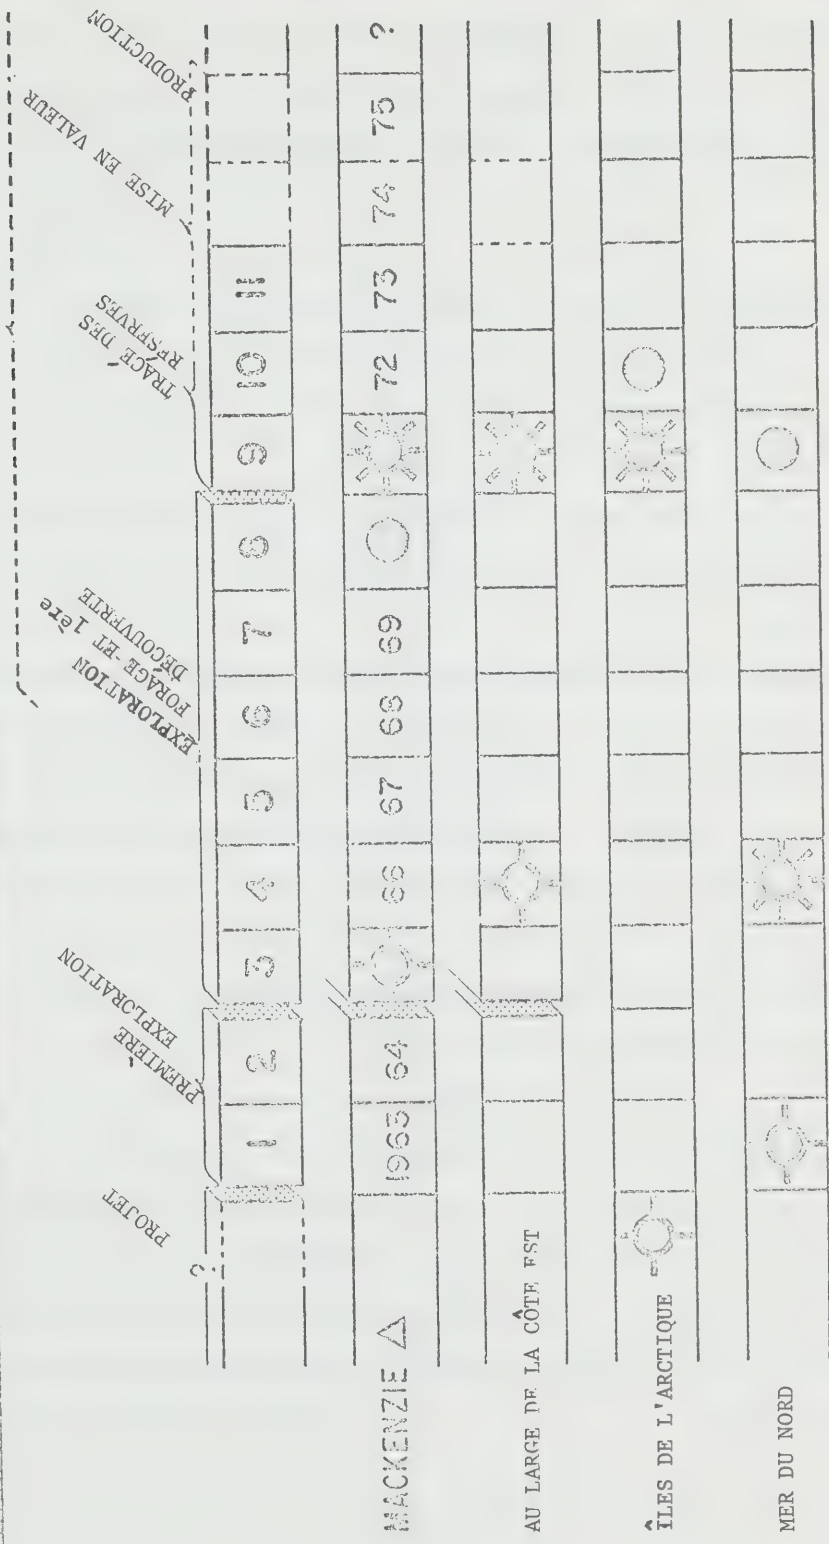 PROJET
PREMIÈRE
EXPLORATION
EXPLORATION
FORAGE ET 1ère
DÉCOUVERTE
TRACÉ DES
RÉSERVES
MISE EN VALEUR
PRODUCTION
?
1 2 3 4 5 6 7 8 9 10 11
MACKENZIE Δ 1963 64 66 67 68 69 72 73 74 75 ?
AU LARGE DE LA CÔTE EST
ÎLES DE L'ARCTIQUE
MER DU NORD